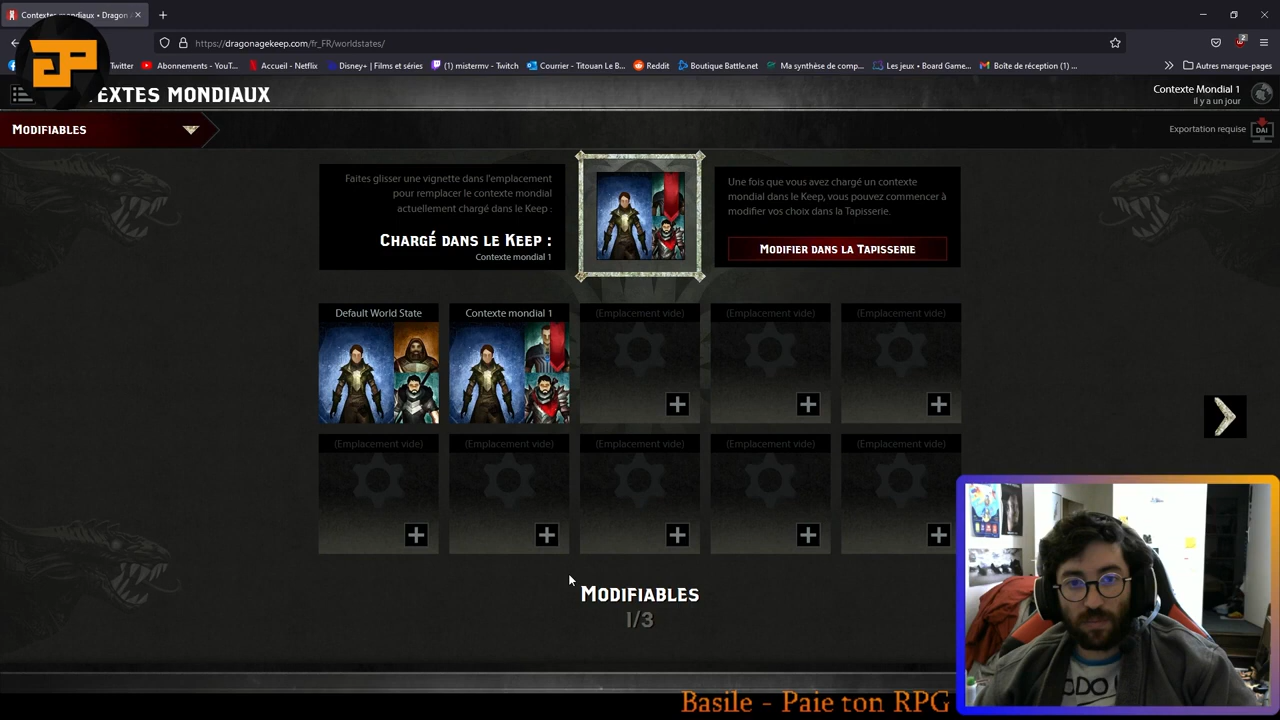 Contextes mondiaux • Dragon
https://dragonagekeep.com/fr_FR/worldstates/
2
Twitter
Abonnements - YouT...
Accueil - Netflix
Disney+ | Films et séries
(1) mistermv - Twitch
Courrier - Titouan Le B...
Reddit
Boutique Battle.net
Ma synthèse de comp...
Les jeux • Board Game...
Boîte de réception (1) ...
Autres marque-pages
EXTES MONDIAUX
Contexte Mondial 1
il y a un jour
MODIFIABLES
Exportation requise
DAI
Faites glisser une vignette dans l'emplacement
pour remplacer le contexte mondial
actuellement chargé dans le Keep :
CHARGÉ DANS LE KEEP :
Contexte mondial 1
Une fois que vous avez chargé un contexte
mondial dans le Keep, vous pouvez commencer à
modifier vos choix dans la Tapisserie.
MODIFIER DANS LA TAPISSERIE
Default World State
Contexte mondial 1
(Emplacement vide)
(Emplacement vide)
(Emplacement vide)
(Emplacement vide)
(Emplacement vide)
(Emplacement vide)
(Emplacement vide)
(Emplacement vide)
MODIFIABLES
1/3
Basile - Paie ton RPG